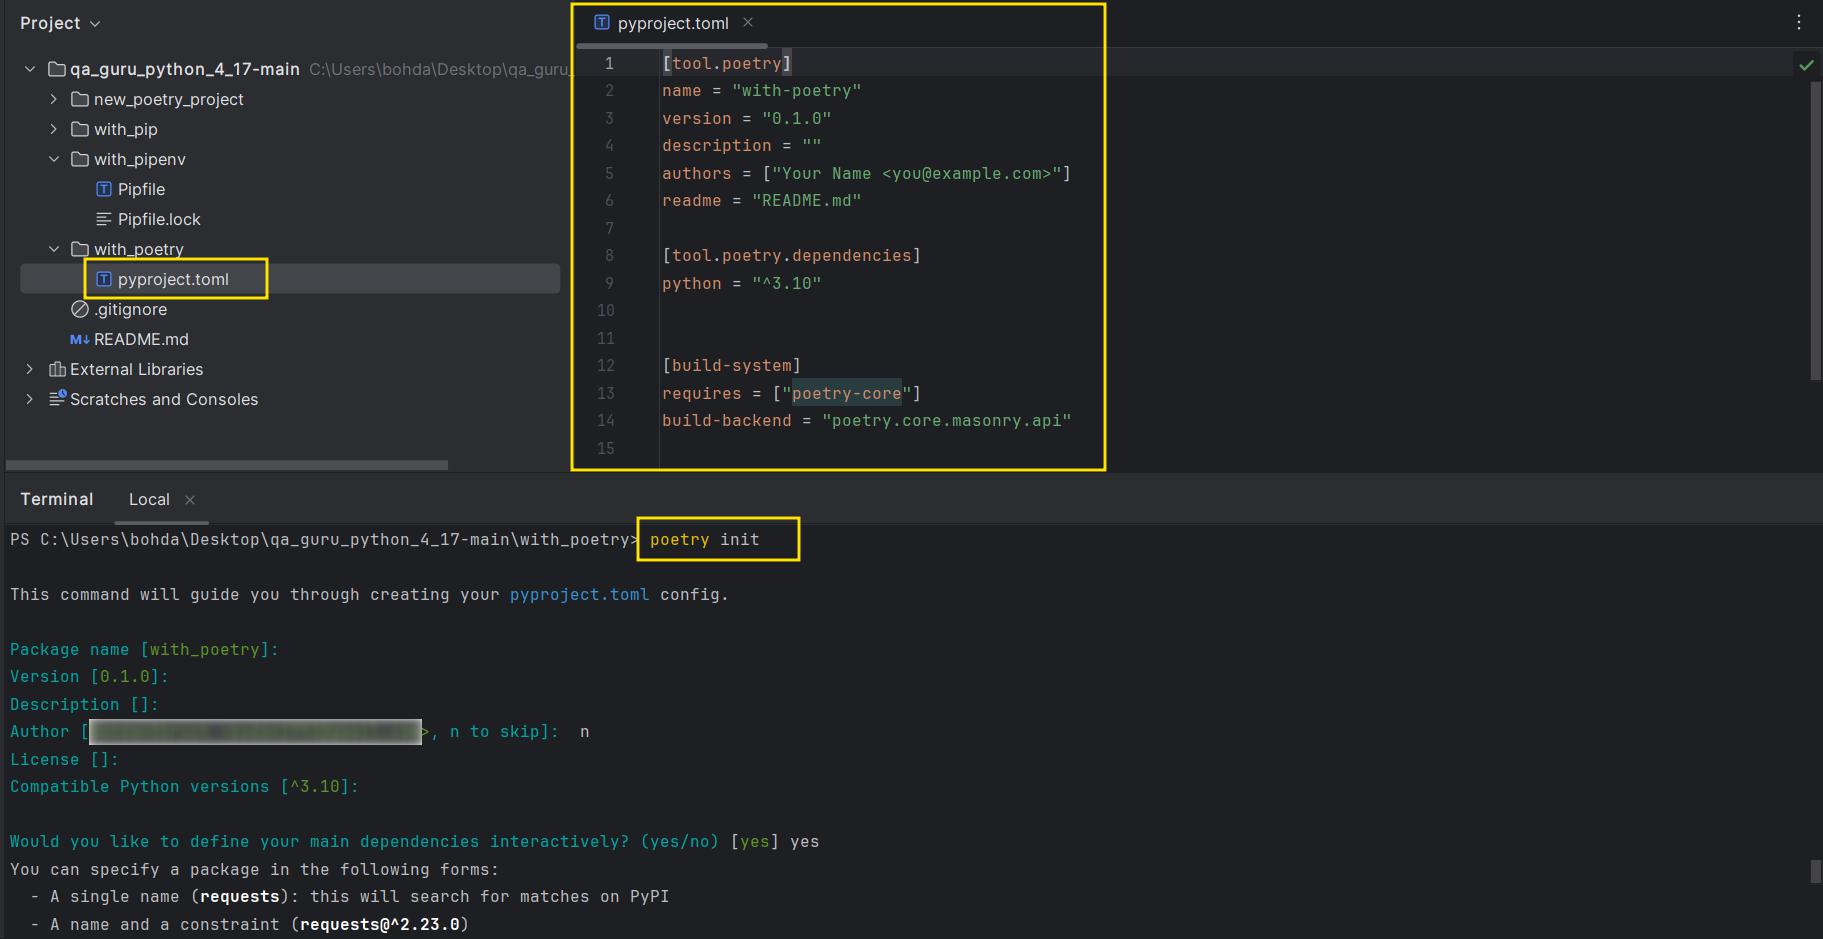 Project
qa_guru_python_4_17-main C:\Users\bohda\Desktop\qa_guru_
new_poetry_project
with_pip
with_pipenv
Pipfile
Pipfile.lock
with_poetry
pyproject.toml
.gitignore
README.md
External Libraries
Scratches and Consoles
pyproject.toml
1 [tool.poetry]
2 name = "with-poetry"
3 version = "0.1.0"
4 description = ""
5 authors = ["Your Name <you@example.com>"]
6 readme = "README.md"
7
8 [tool.poetry.dependencies]
9 python = "^3.10"
10
11
12 [build-system]
13 requires = ["poetry-core"]
14 build-backend = "poetry.core.masonry.api"
15
Terminal Local
PS C:\Users\bohda\Desktop\qa_guru_python_4_17-main\with_poetry> poetry init
This command will guide you through creating your pyproject.toml config.
Package name [with_poetry]:
Version [0.1.0]:
Description []:
Author [>, n to skip]: n
License []:
Compatible Python versions [^3.10]:
Would you like to define your main dependencies interactively? (yes/no) [yes] yes
You can specify a package in the following forms:
- A single name (requests): this will search for matches on PyPI
- A name and a constraint (requests@^2.23.0)